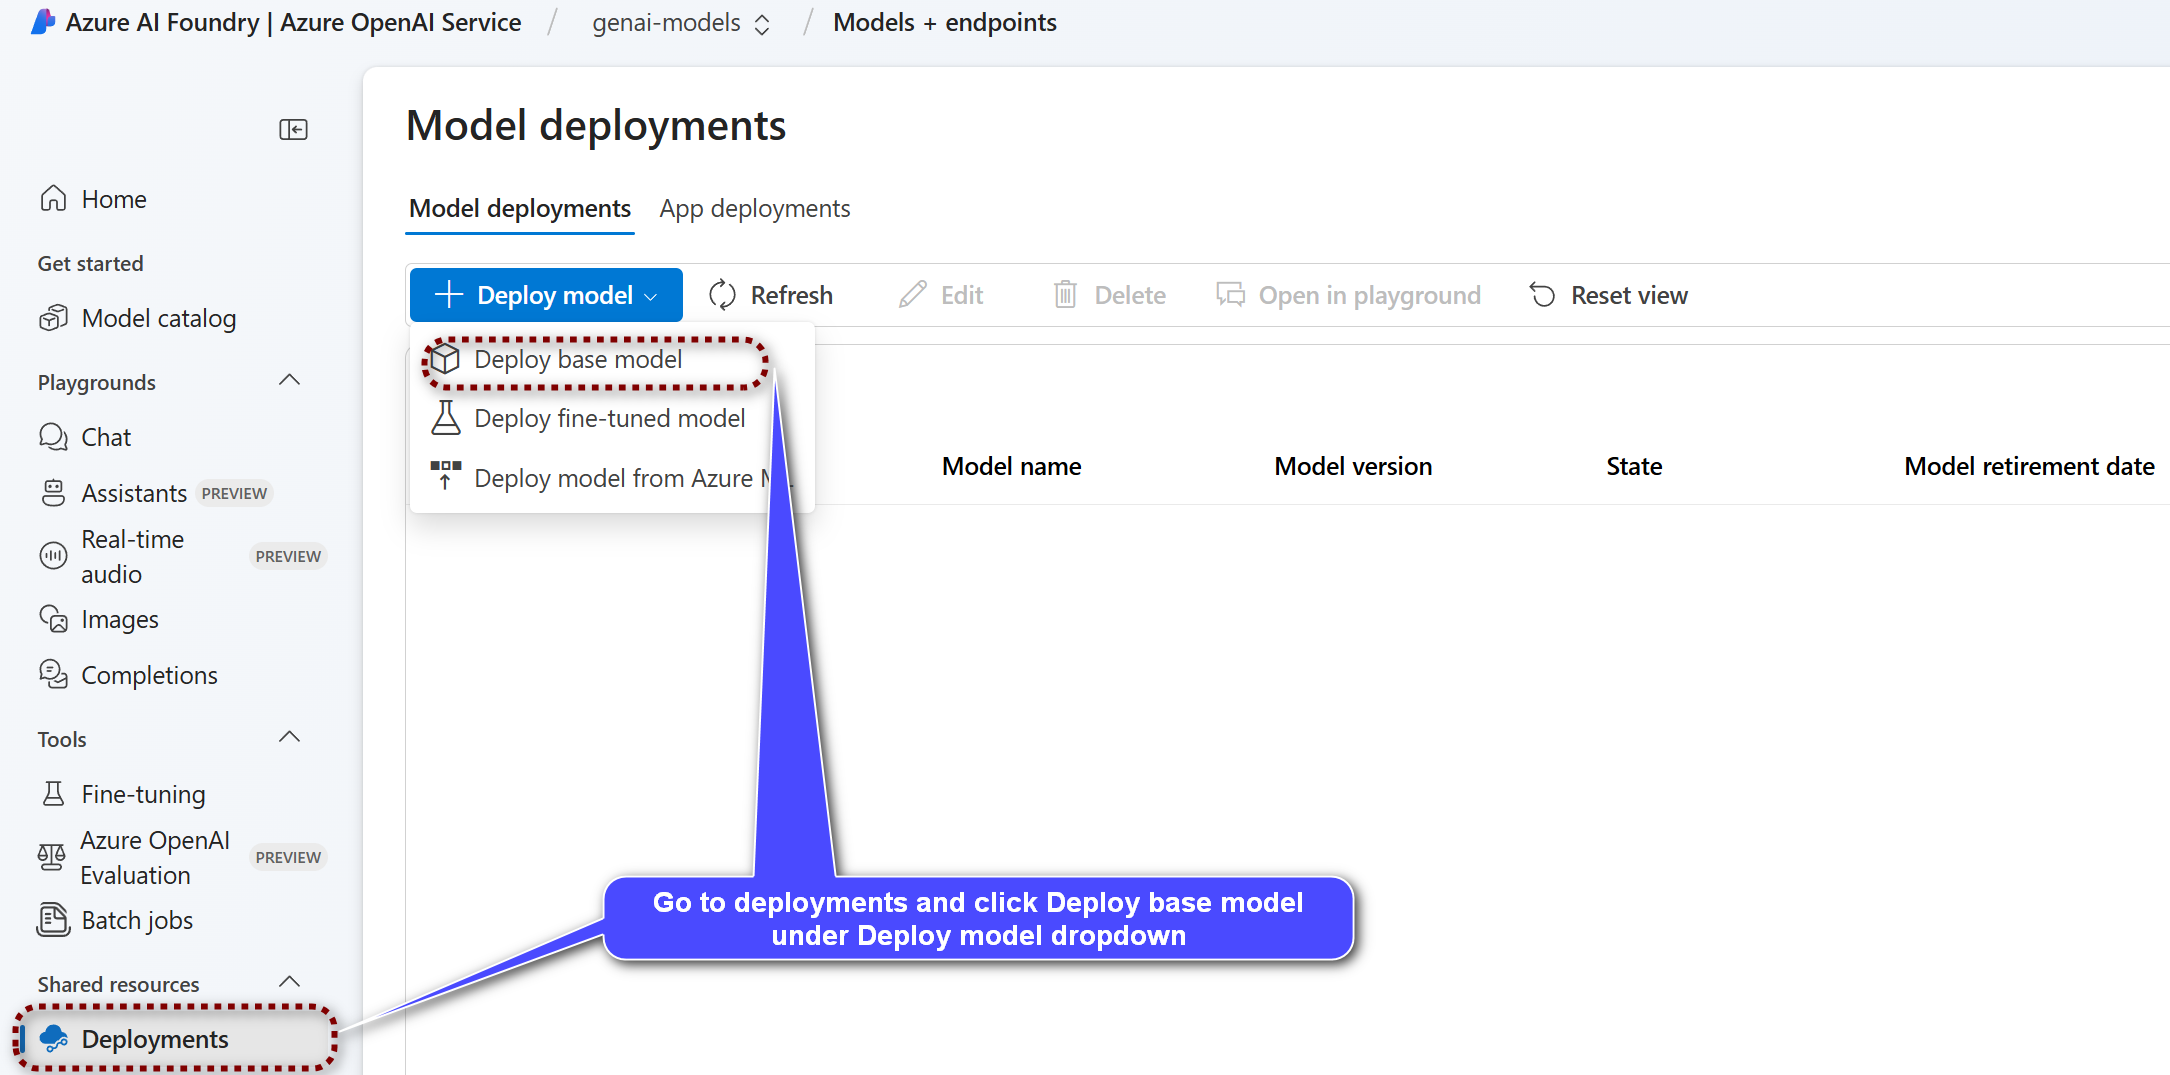 Azure AI Foundry | Azure OpenAI Service / genai-models / Models + endpoints
Home
Get started
Model catalog
Playgrounds
Chat
Assistants PREVIEW
Real-time
audio
PREVIEW
Images
Completions
Tools
Fine-tuning
Azure OpenAI
Evaluation
PREVIEW
Batch jobs
Shared resources
Deployments
Model deployments
Model deployments App deployments
Deploy model Refresh Edit Delete Open in playground Reset view
Deploy base model
Deploy fine-tuned model
Deploy model from Azure
Model name Model version State Model retirement date
Go to deployments and click Deploy base model
under Deploy model dropdown